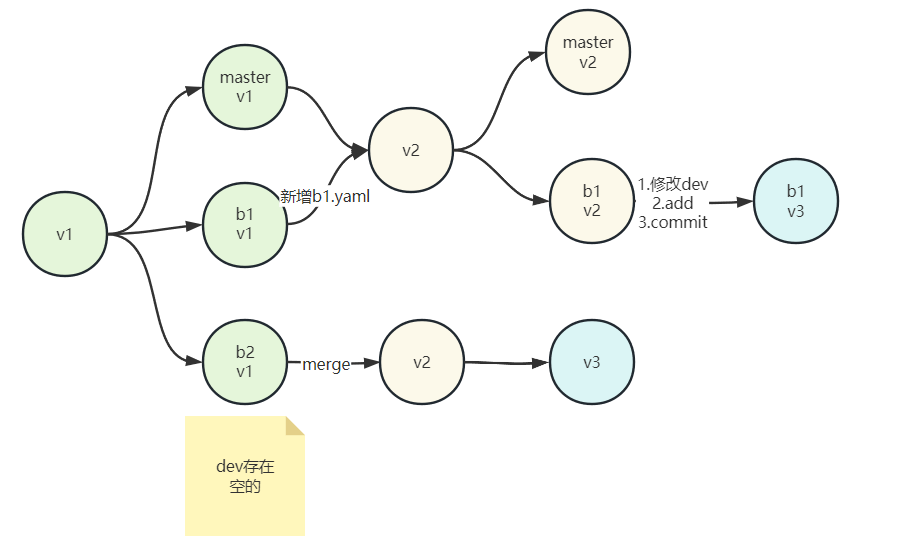 master
v2
master
v1
v2
新增b1.yaml
b1
v1
b1
v2
1.修改dev
2.add
3.commit
b1
v3
v1
b2
v1
merge
v2
v3
dev存在
空的